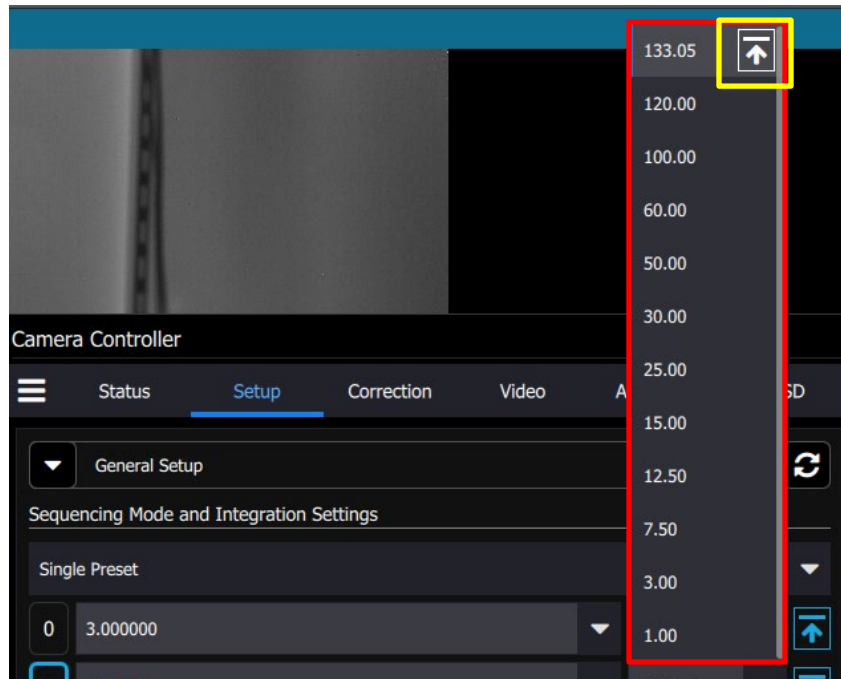 133.05
120.00
100.00
60.00
50.00
30.00
Camera Controller
25.00
Status Setup Correction Video A SD
15.00
General Setup
12.50
Sequencing Mode and Integration Settings
7.50
Single Preset
3.00
0 3.000000
1.00